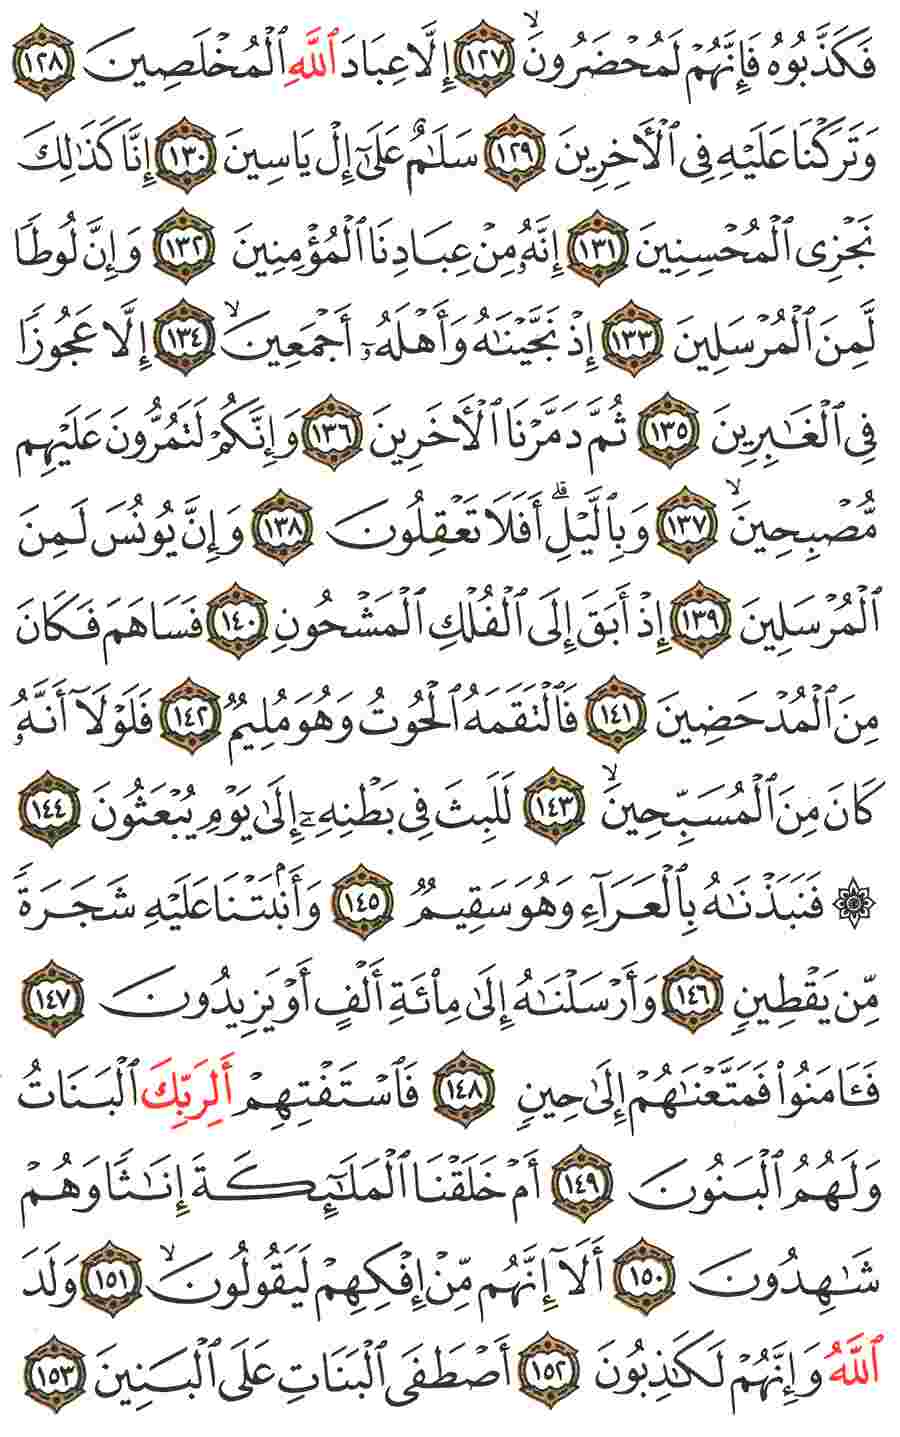 فَكَذَّبُوهُ فَإِنَّهُمْ لَمُحْضَرُونَۙ ١٢٧ إِلَّا عِبَادَ ٱللَّهِ ٱلْمُخْلَصِينَ ١٢٨
وَتَرَكْنَا عَلَيْهِ فِى ٱلْأَخِرِينَ ١٢٩ سَلَٰمٌ عَلَىٰٓ إِلْ يَاسِينَ ١٣٠ إِنَّا كَذَٰلِكَ
نَجْزِى ٱلْمُحْسِنِينَ ١٣١ إِنَّهُۥ مِنْ عِبَادِنَا ٱلْمُؤْمِنِينَ ١٣٢ وَإِنَّ لُوطًا
لَّمِنَ ٱلْمُرْسَلِينَ ١٣٣ إِذْ نَجَّيْنَٰهُ وَأَهْلَهُۥٓ أَجْمَعِينَۙ ١٣٤ إِلَّا عَجُوزًا
فِى ٱلْغَٰبِرِينَ ١٣٥ ثُمَّ دَمَّرْنَا ٱلْأَخَرِينَ ١٣٦ وَإِنَّكُمْ لَتَمُرُّونَ عَلَيْهِم
مُّصْبِحِينَۙ ١٣٧ وَبِٱلَّيْلِۗ أَفَلَا تَعْقِلُونَ ١٣٨ وَإِنَّ يُونُسَ لَمِنَ
ٱلْمُرْسَلِينَ ١٣٩ إِذْ أَبَقَ إِلَى ٱلْفُلْكِ ٱلْمَشْحُونِ ١٤٠ فَسَاهَمَ فَكَانَ
مِنَ ٱلْمُدْحَضِينَ ١٤١ فَٱلْتَقَمَهُ ٱلْحُوتُ وَهُوَ مُلِيمٌ ١٤٢ فَلَوْلَآ أَنَّهُۥ
كَانَ مِنَ ٱلْمُسَبِّحِينَۙ ١٤٣ لَلَبِثَ فِى بَطْنِهِۦٓ إِلَىٰ يَوْمِ يُبْعَثُونَ ١٤٤
۞ فَنَبَذْنَٰهُ بِٱلْعَرَآءِ وَهُوَ سَقِيمٌ ١٤٥ وَأَنۢبَتْنَا عَلَيْهِ شَجَرَةً
مِّن يَقْطِينٍ ١٤٦ وَأَرْسَلْنَٰهُ إِلَىٰ مِا۟ئَةِ أَلْفٍ أَوْ يَزِيدُونَ ١٤٧
فَـَٔامَنُوا۟ فَمَتَّعْنَٰهُمْ إِلَىٰ حِينٍ ١٤٨ فَٱسْتَفْتِهِمْ أَلِرَبِّكَ ٱلْبَنَاتُ
وَلَهُمُ ٱلْبَنُونَ ١٤٩ أَمْ خَلَقْنَا ٱلْمَلَٰٓئِكَةَ إِنَٰثًا وَهُمْ
شَٰهِدُونَ ١٥٠ أَلَآ إِنَّهُم مِّنْ إِفْكِهِمْ لَيَقُولُونَۙ ١٥١ وَلَدَ
ٱللَّهُ وَإِنَّهُمْ لَكَٰذِبُونَ ١٥٢ أَصْطَفَى ٱلْبَنَاتِ عَلَى ٱلْبَنِينَ ١٥٣